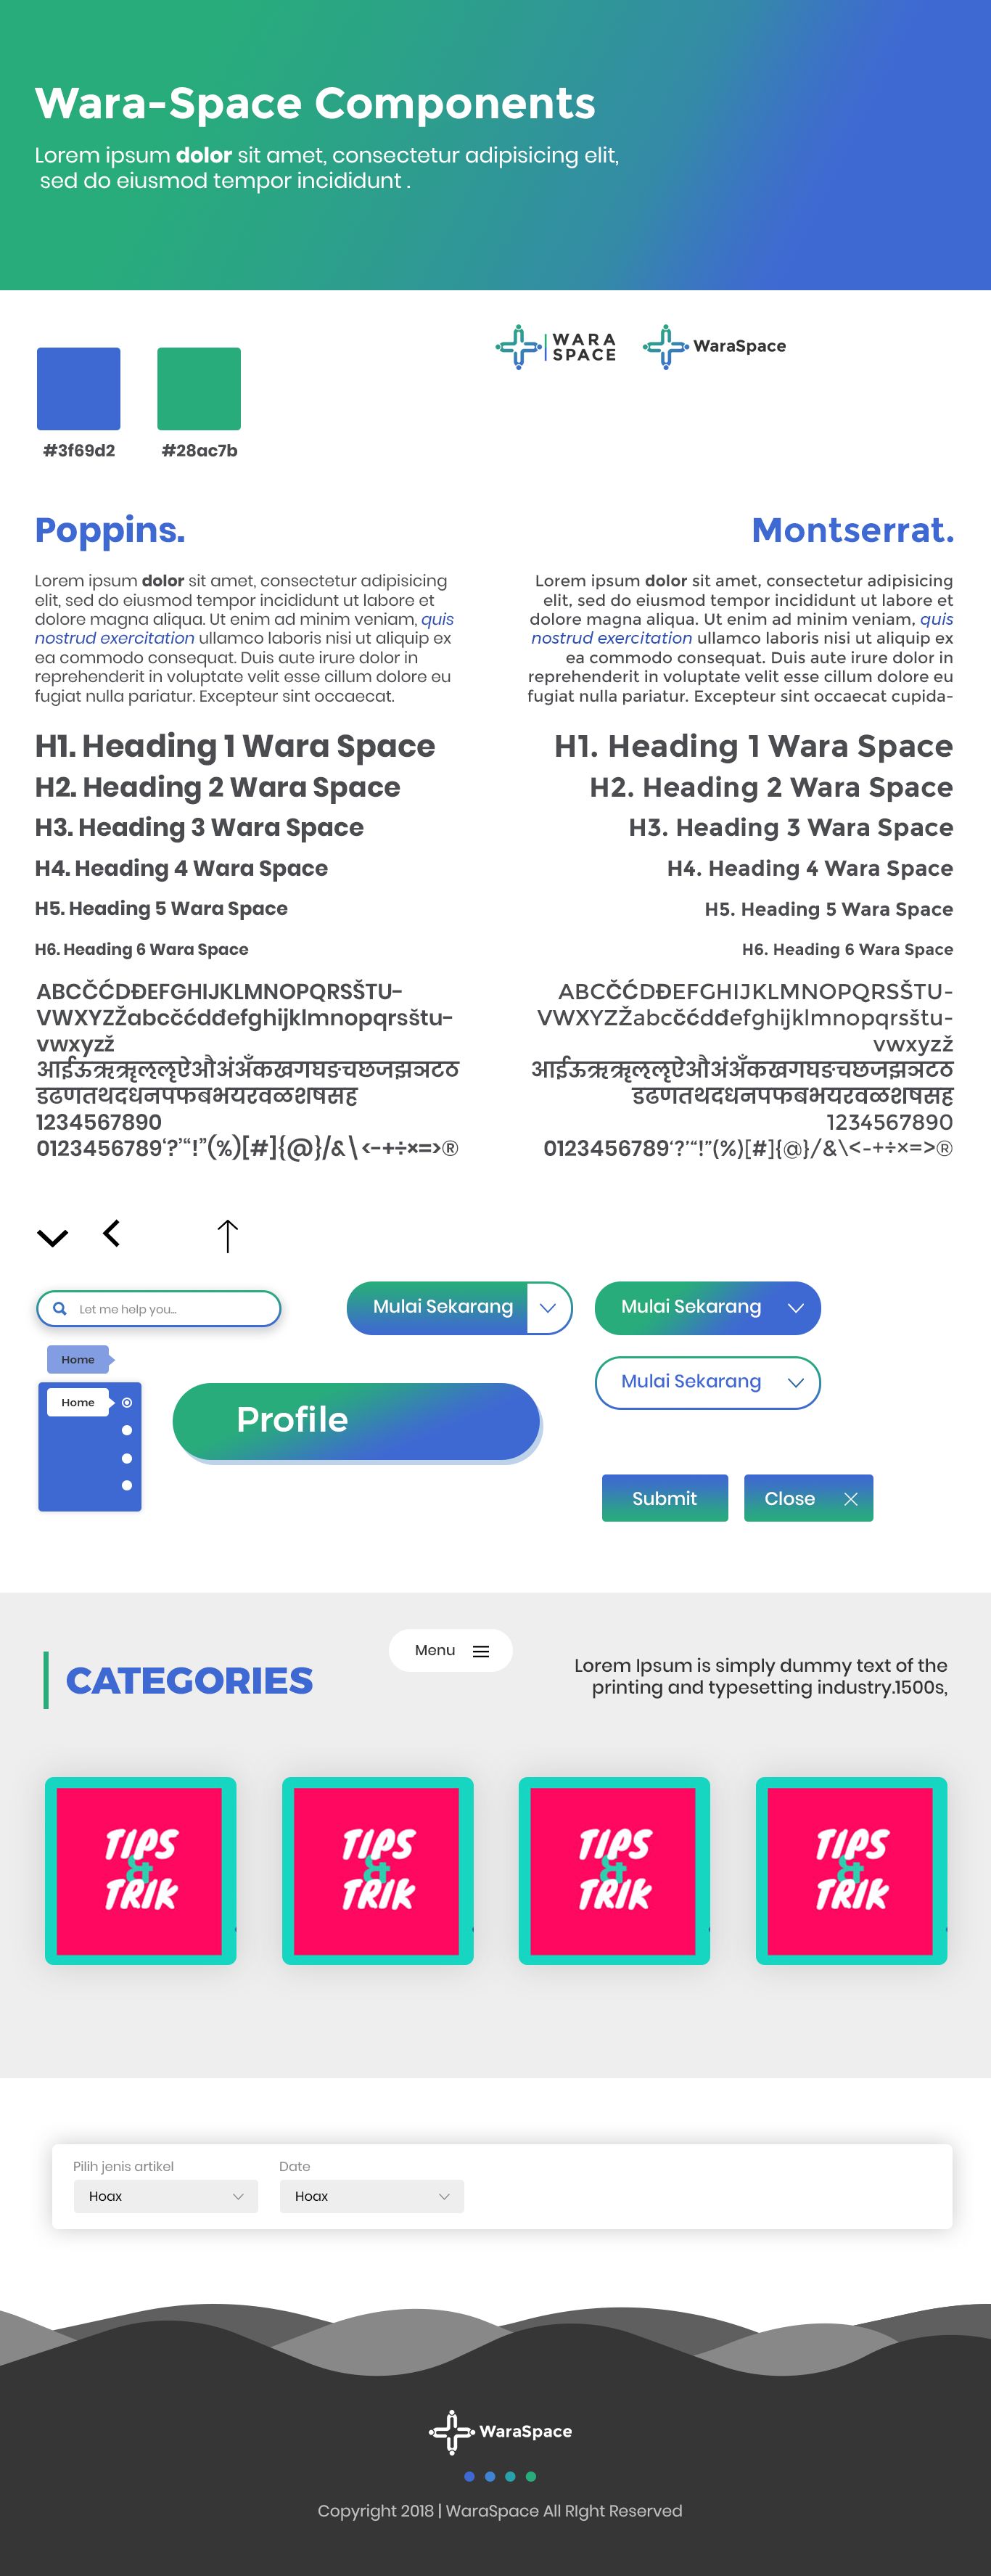 Wara-Space Components
Lorem ipsum dolor sit amet, consectetur adipisicing elit,
sed do eiusmod tempor incididunt .
WARA
SPACE
WaraSpace
#3f69d2
#28ac7b
Poppins.
Lorem ipsum dolor sit amet, consectetur adipisicing
elit, sed do eiusmod tempor incididunt ut labore et
dolore magna aliqua. Ut enim ad minim veniam, quis
nostrud exercitation ullamco laboris nisi ut aliquip ex
ea commodo consequat. Duis aute irure dolor in
reprehenderit in voluptate velit esse cillum dolore eu
fugiat nulla pariatur. Excepteur sint occaecat.
H1. Heading 1 Wara Space
H2. Heading 2 Wara Space
H3. Heading 3 Wara Space
H4. Heading 4 Wara Space
H5. Heading 5 Wara Space
H6. Heading 6 Wara Space
ABCČĆDĐEFGHIJKLMNOPQRSŠTU-
VWXYZŽabcčćdđefghijklmnopqrsštu-
vwxyzž
आईऊऋॠऌॡऐऔअंअँकखगघङचछजझञटठ
डढणतथदधनपफबभयरवळशषसह
1234567890
0123456789‘?’“!”(%)[#]{@}/&\<-+÷×=>®
Montserrat.
Lorem ipsum dolor sit amet, consectetur adipisicing
elit, sed do eiusmod tempor incididunt ut labore et
dolore magna aliqua. Ut enim ad minim veniam, quis
nostrud exercitation ullamco laboris nisi ut aliquip ex
ea commodo consequat. Duis aute irure dolor in
reprehenderit in voluptate velit esse cillum dolore eu
fugiat nulla pariatur. Excepteur sint occaecat cupida-
H1. Heading 1 Wara Space
H2. Heading 2 Wara Space
H3. Heading 3 Wara Space
H4. Heading 4 Wara Space
H5. Heading 5 Wara Space
H6. Heading 6 Wara Space
ABCČĆDĐEFGHIJKLMNOPQRSŠTU-
VWXYZŽabcčćdđefghijklmnopqrsštu-
vwxyzž
आईऊऋॠऌॡऐऔअंअँकखगघङचछजझञटठ
डढणतथदधनपफबभयरवळशषसह
1234567890
0123456789‘?’“!”(%)[#]{@}/&\<-+÷×=>®
Let me help you...
Mulai Sekarang
Mulai Sekarang
Home
Home
Mulai Sekarang
Profile
Submit
Close
Menu
CATEGORIES
Lorem Ipsum is simply dummy text of the
printing and typesetting industry.1500s,
TIPS
&
TRIK
TIPS
&
TRIK
TIPS
&
TRIK
TIPS
&
TRIK
Pilih jenis artikel
Hoax
Date
Hoax
WaraSpace
Copyright 2018 | WaraSpace All RIght Reserved